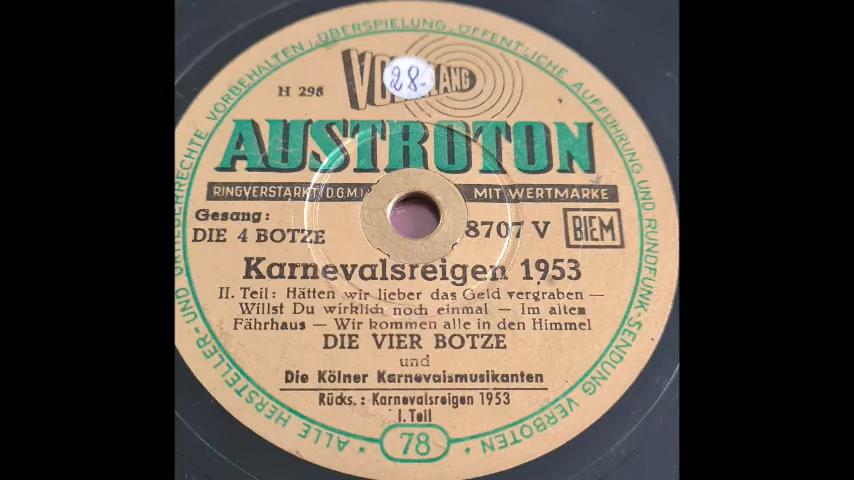 ALLE HERSTELLER- UND URHEBERRECHTE VORBEHALTEN, ÜBERSPIELUNG, ÖFFENTLICHE AUFFÜHRUNG UND RUNDFUNK-SENDUNG VERBOTEN
28.-
H 298
AUSTROTON
RINGVERSTÄRKT (D.G.M.) MIT WERTMARKE
Gesang:
DIE 4 BOTZE
8707 V BIEM
Karnevalsreigen 1953
II. Teil: Hätten wir lieber das Geld vergraben —
Willst Du wirklich noch einmal — Im alten
Fährhaus — Wir kommen alle in den Himmel
DIE VIER BOTZE
und
Die Kölner Karnevalsmusikanten
Rücks.: Karnevalsreigen 1953
I. Teil
78